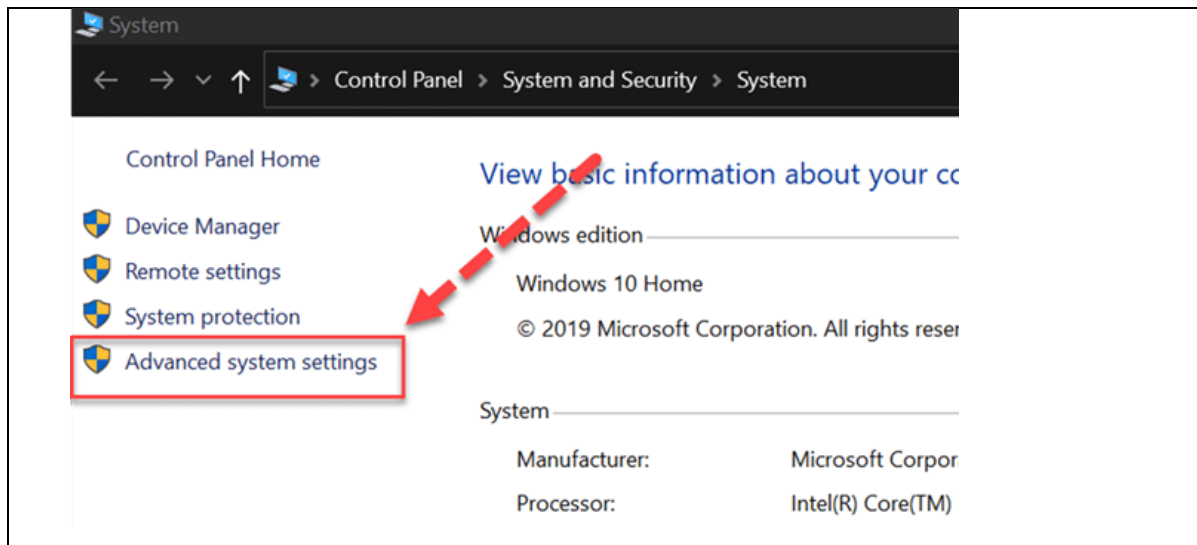 System
Control Panel > System and Security > System
Control Panel Home
Device Manager
Remote settings
System protection
Advanced system settings
View basic information about your co
Windows edition
Windows 10 Home
© 2019 Microsoft Corporation. All rights reser
System
Manufacturer: Microsoft Corpor
Processor: Intel(R) Core(TM)